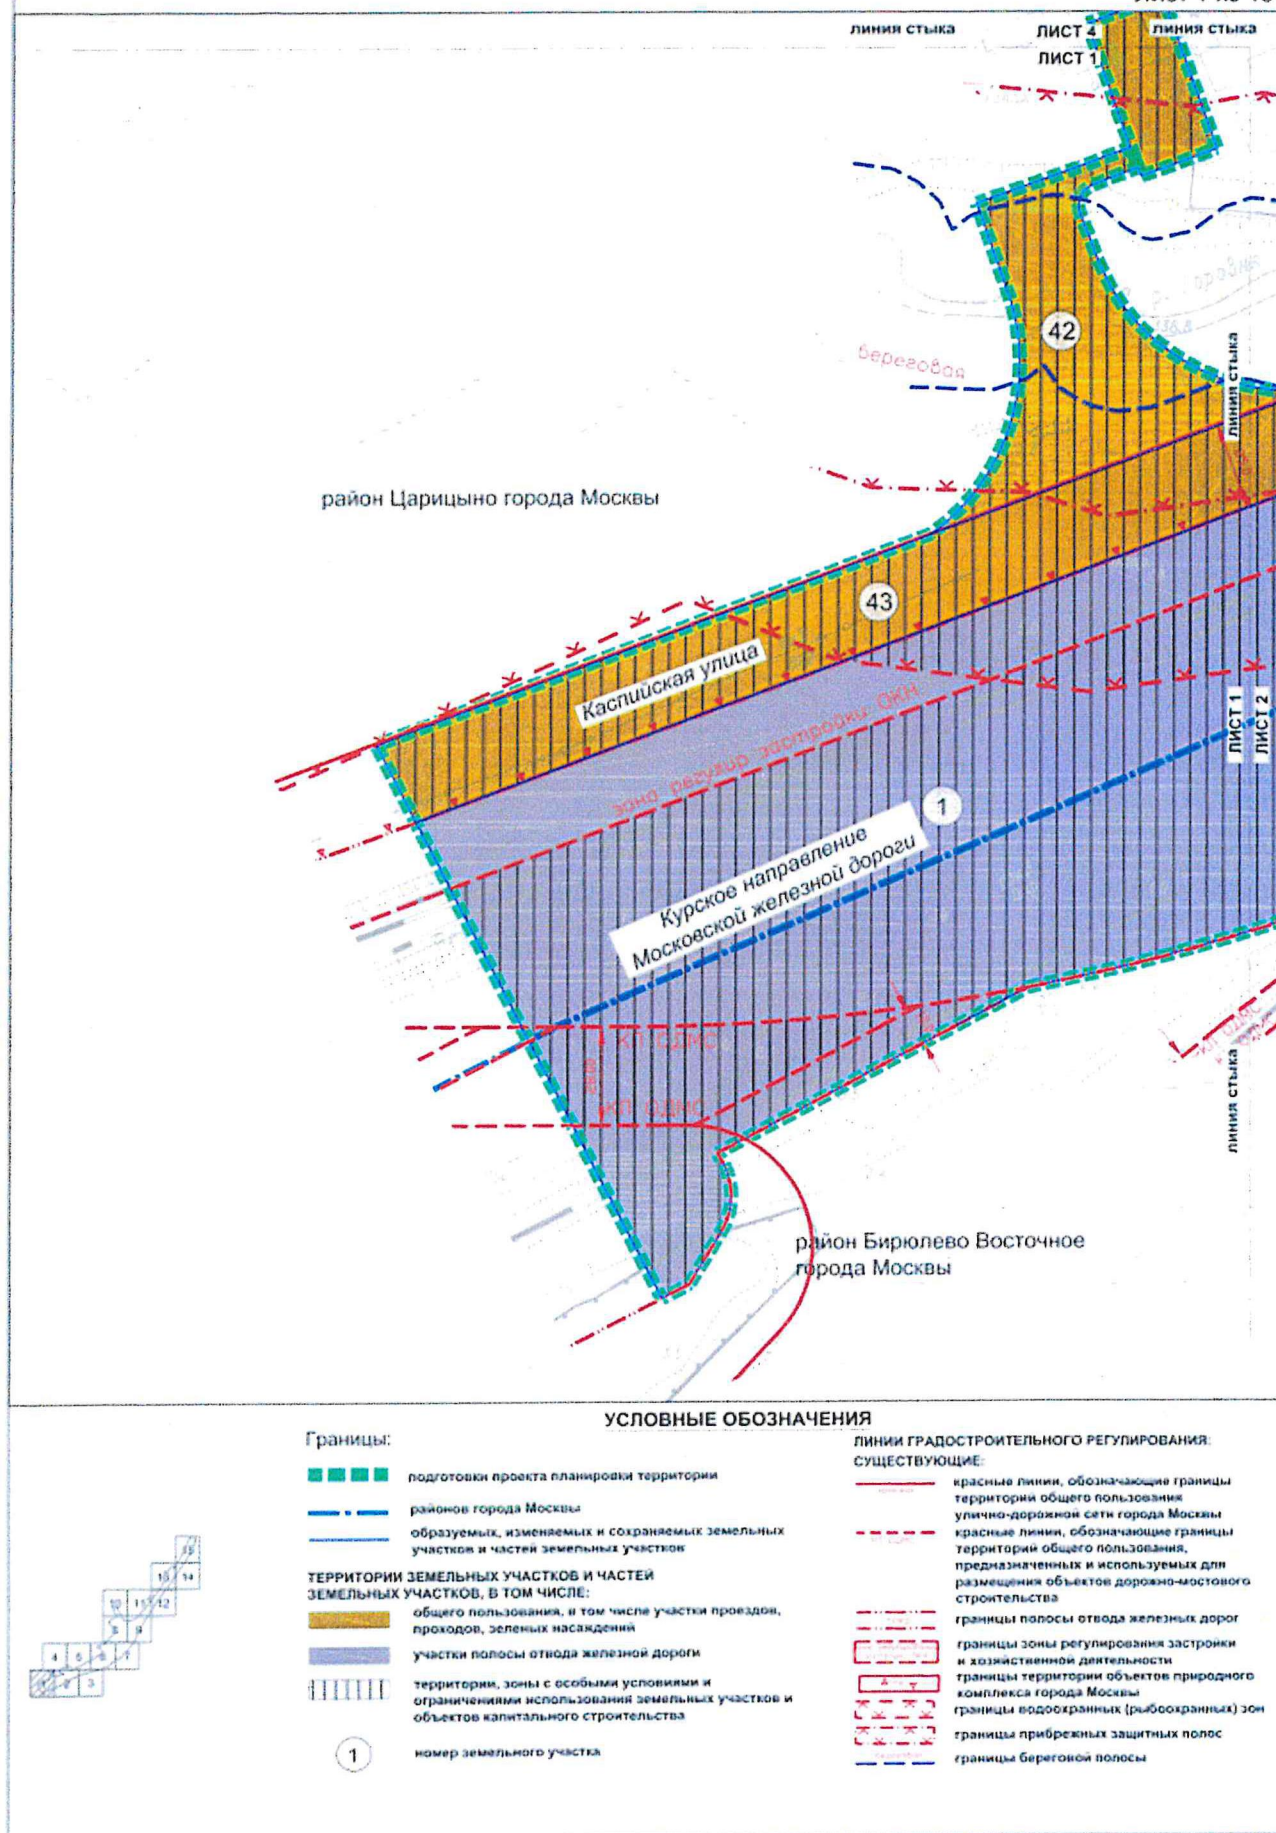 линия стыка
ЛИСТ 4
линия стыка
ЛИСТ 1
42
береговая
линия стыка
район Царицыно города Москвы
43
Каспийская улица
ЛИСТ 1
ЛИСТ 2
1
Курское направление
Московской железной дороги
КП ОДМС
КП ОДМС
линия стыка
район Бирюлево Восточное
города Москвы
УСЛОВНЫЕ ОБОЗНАЧЕНИЯ
Границы:
подготовки проекта планировки территории
районов города Москвы
образуемых, изменяемых и сохраняемых земельных
участков и частей земельных участков
ТЕРРИТОРИИ ЗЕМЕЛЬНЫХ УЧАСТКОВ И ЧАСТЕЙ
ЗЕМЕЛЬНЫХ УЧАСТКОВ, В ТОМ ЧИСЛЕ:
общего пользования, в том числе участки проездов,
проходов, зеленых насаждений
участки полосы отвода железной дороги
территории, зоны с особыми условиями и
ограничениями использования земельных участков и
объектов капитального строительства
1
номер земельного участка
ЛИНИИ ГРАДОСТРОИТЕЛЬНОГО РЕГУЛИРОВАНИЯ:
СУЩЕСТВУЮЩИЕ:
красные линии, обозначающие границы
территорий общего пользования
улично-дорожной сети города Москвы
красные линии, обозначающие границы
территорий общего пользования,
предназначенных и используемых для
размещения объектов дорожно-мостового
строительства
границы полосы отвода железных дорог
границы зоны регулирования застройки
и хозяйственной деятельности
границы территории объектов природного
комплекса города Москвы
границы водоохранных (рыбоохранных) зон
границы прибрежных защитных полос
границы береговой полосы